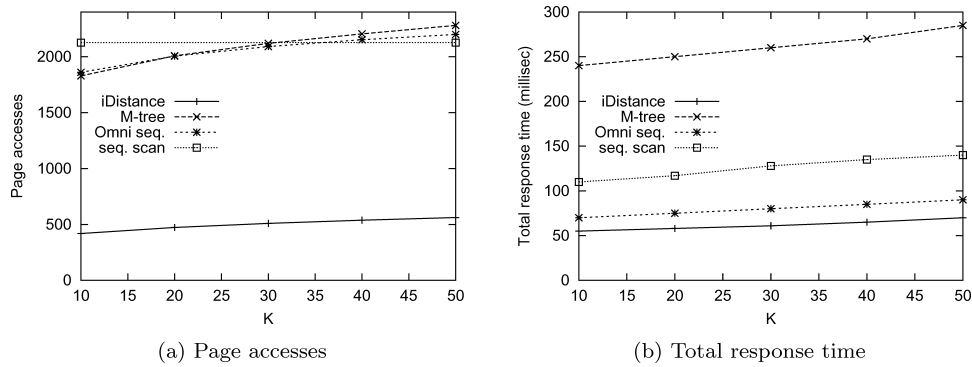 Page accesses
2000
1500
1000
500
0
iDistance
M-tree
Omni seq.
seq. scan
10 15 20 25 30 35 40 45 50
K
(a) Page accesses
Total response time (millisec)
300
250
200
150
100
50
0
iDistance
M-tree
Omni seq.
seq. scan
10 15 20 25 30 35 40 45 50
K
(b) Total response time